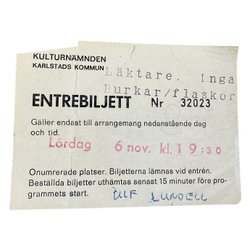 KULTURNÄMNDEN
KARLSTADS KOMMUN
Läktare. Inga
burkar/flaskor
ENTREBILJETT Nr 32023
Gäller endast till arrangemang nedanstående dag
och tid.
Lördag 6 nov. kl.19:30
Onumrerade platser. Biljetterna lämnas vid entrén.
Beställda biljetter uthämtas senast 15 minuter före pro-
grammets start.
ULF LUNDELL